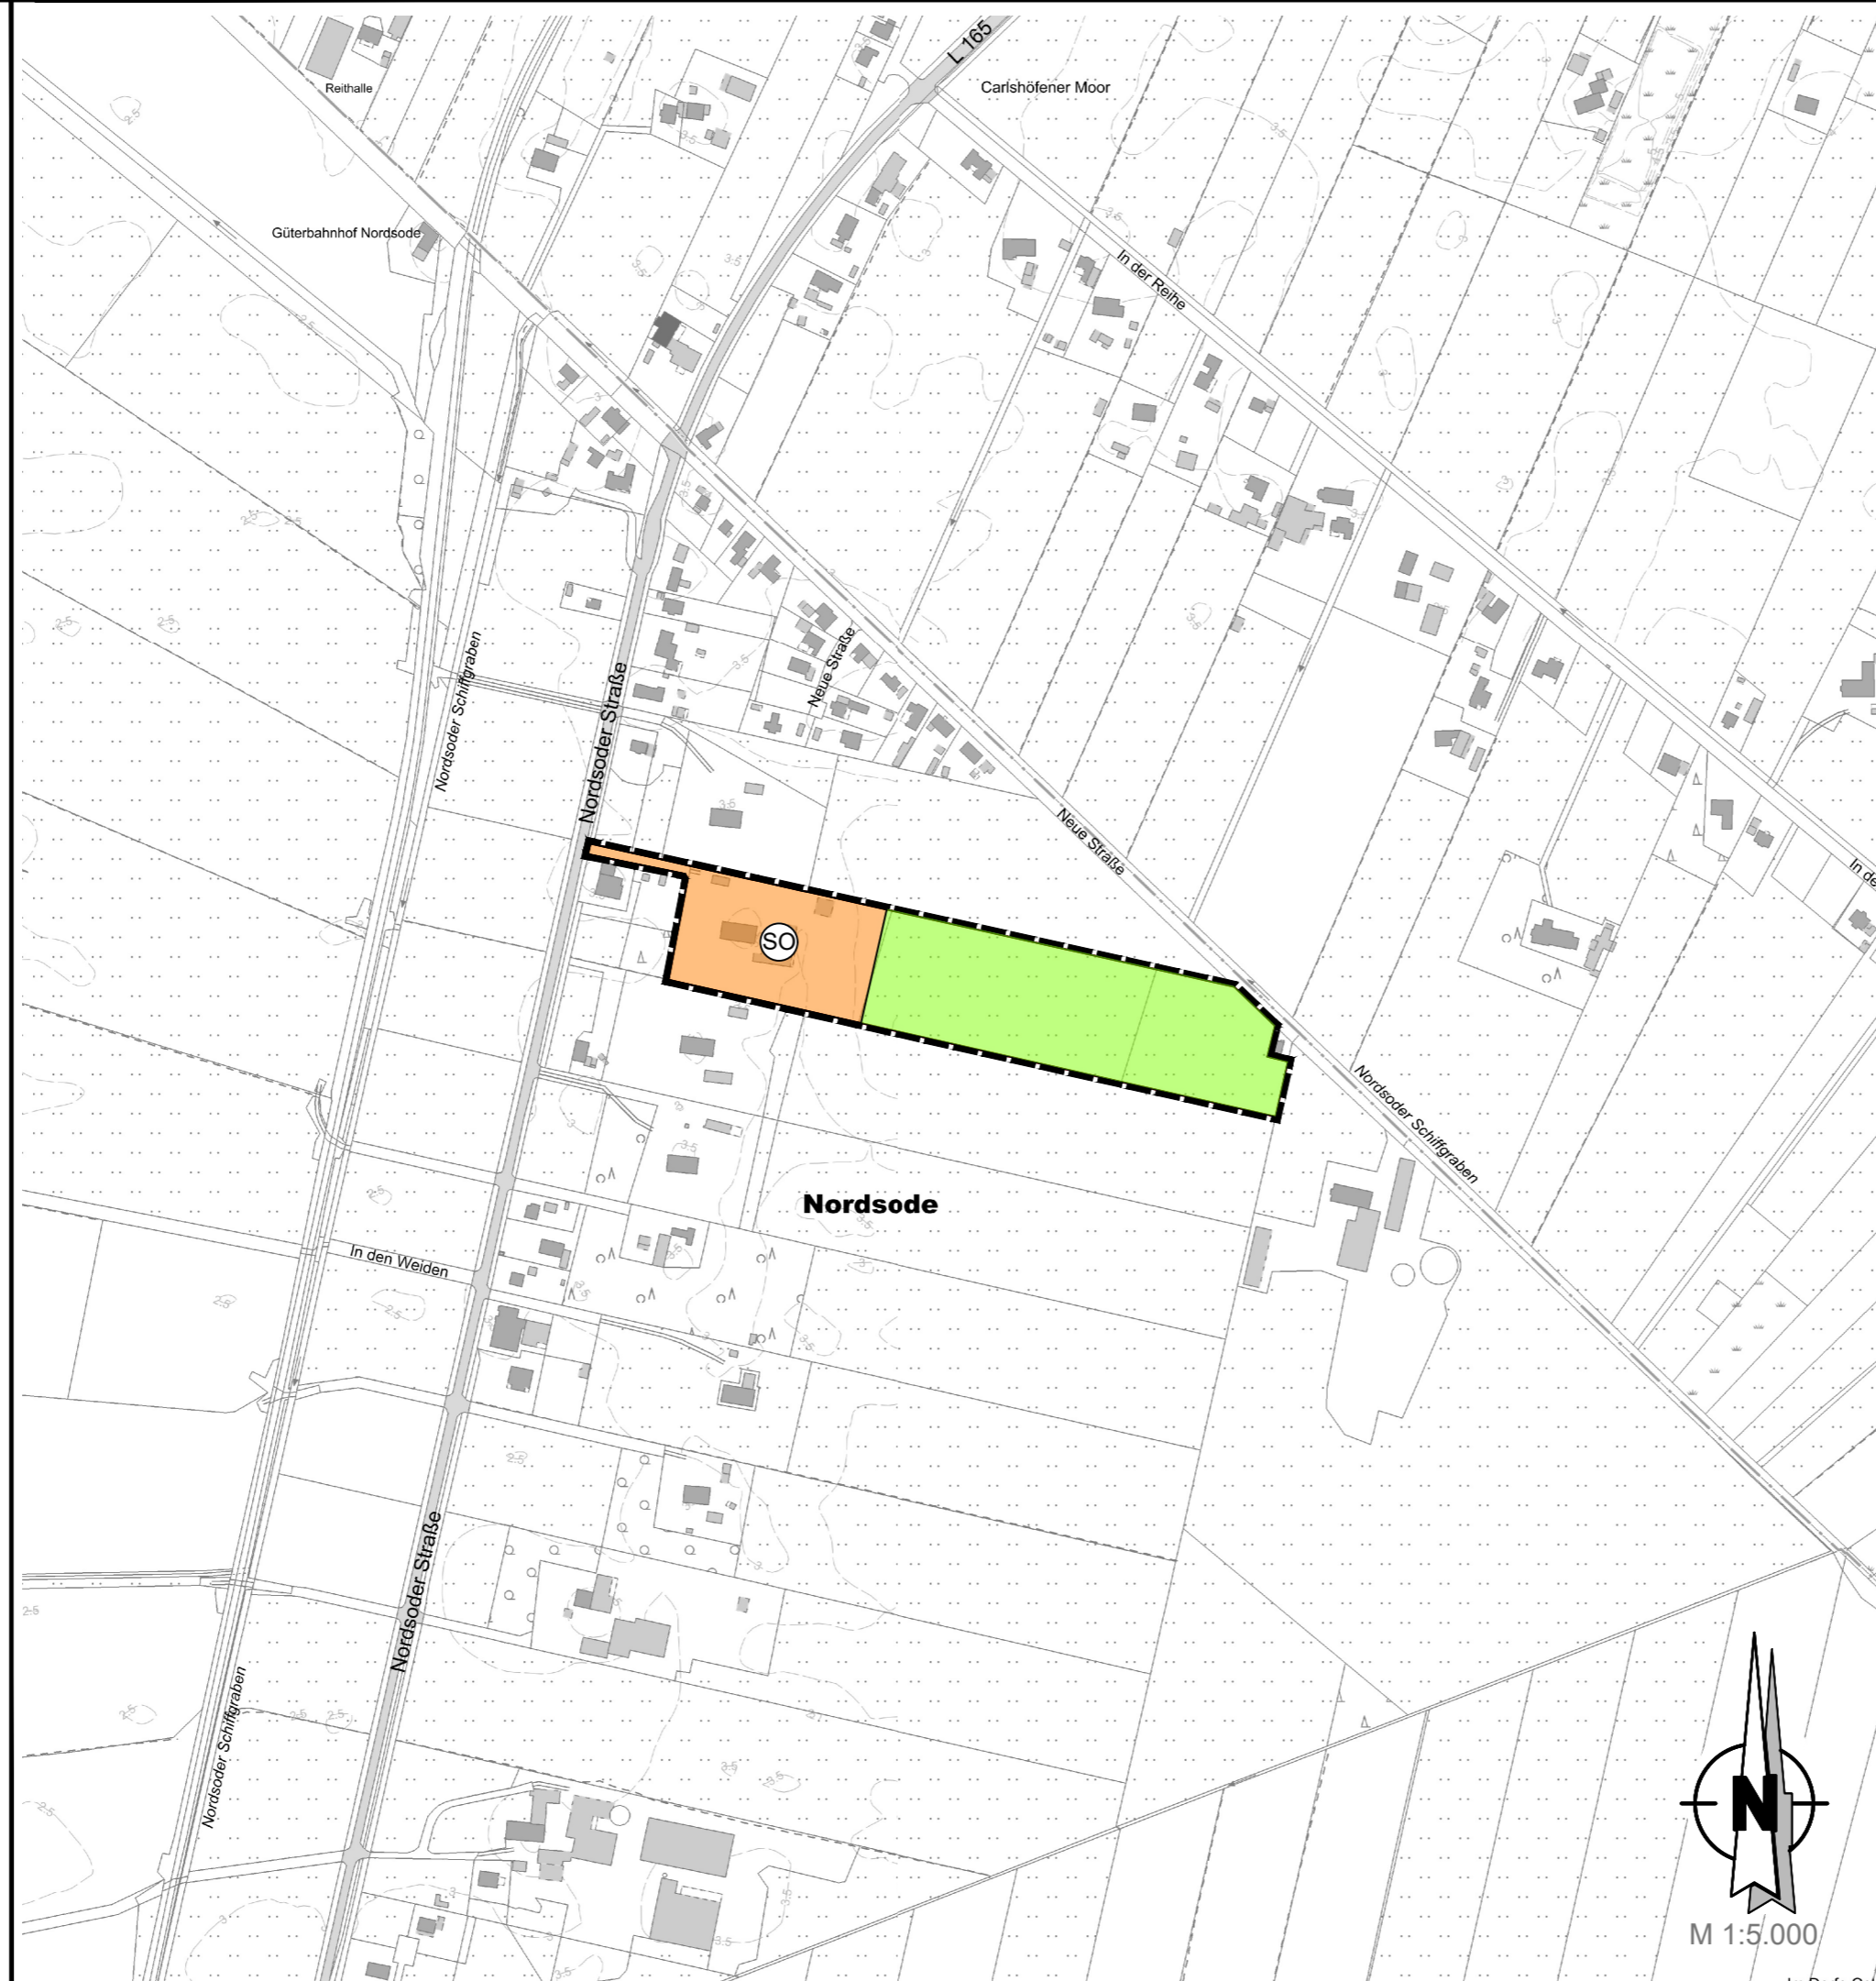 L 165
Carlshöfener Moor
Reithalle
Güterbahnhof Nordsode
In der Reihe
Nordsoder Schiffgraben
Nordsoder Straße
Neue Straße
Neue Straße
In de
SO
Nordsoder Schiffgraben
Nordsode
In den Weiden
Nordsoder Straße
Nordsoder Schiffgraben
N
M 1:5.000